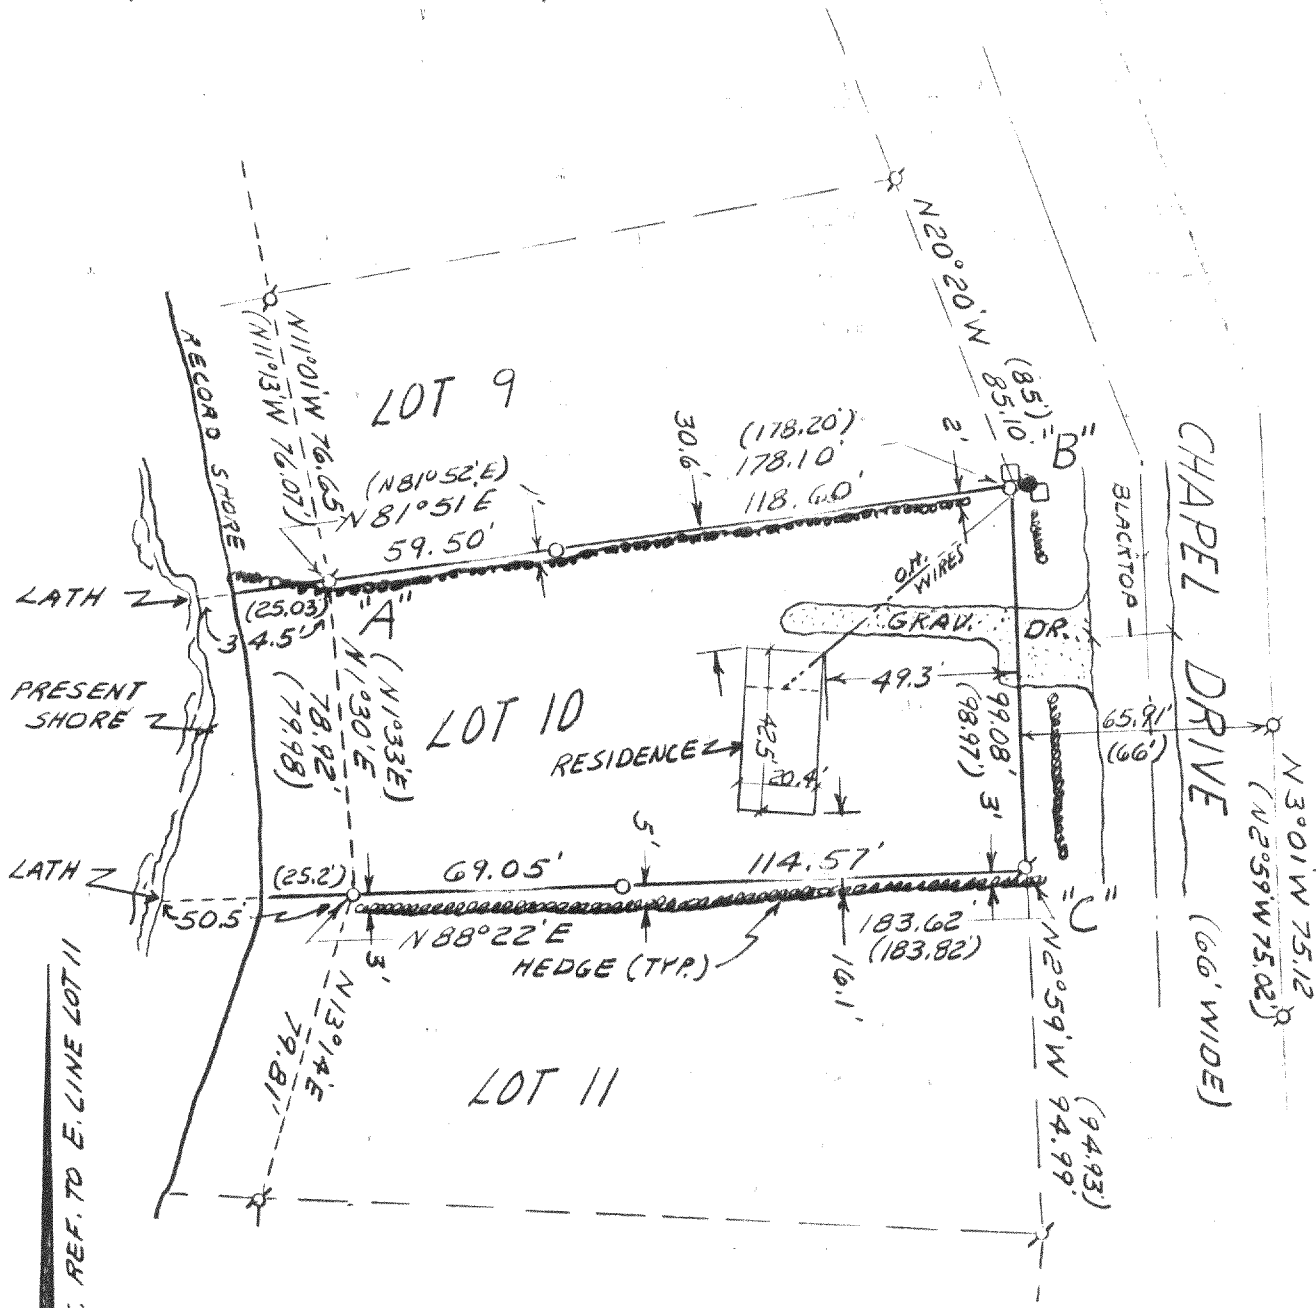 N20°20'W 85.10'
(85')
"B"
CHAPEL DRIVE (66' WIDE)
BLACKTOP
RECORD SHORE
N11°01'W 76.65'
(N11°13'W 76.07')
LOT 9
30.6'
(178.20')
178.10'
118.60'
2'
(N81°52'E)
N81°51'E
59.50'
1'
O.H.
WIRES
LATH
(25.03)
34.5'
"A"
GRAV. DR.
PRESENT
SHORE
(N1°33'E)
N1°30'E
78.92'
(79.98)
LOT 10
RESIDENCE
42.5'
20.4'
49.3'
99.08'
(98.97')
65.91'
(66')
N3°01'W 75.12
(N2°59'W 75.02')
3'
5'
LATH
(25.2')
69.05'
114.57'
50.5
"C"
N88°22'E
183.62
(183.82)
HEDGE (TYP.)
3'
16.1'
N13°14'E
79.81'
N2°59'W 94.99'
(94.93)
LOT 11
REF. TO E. LINE LOT 11